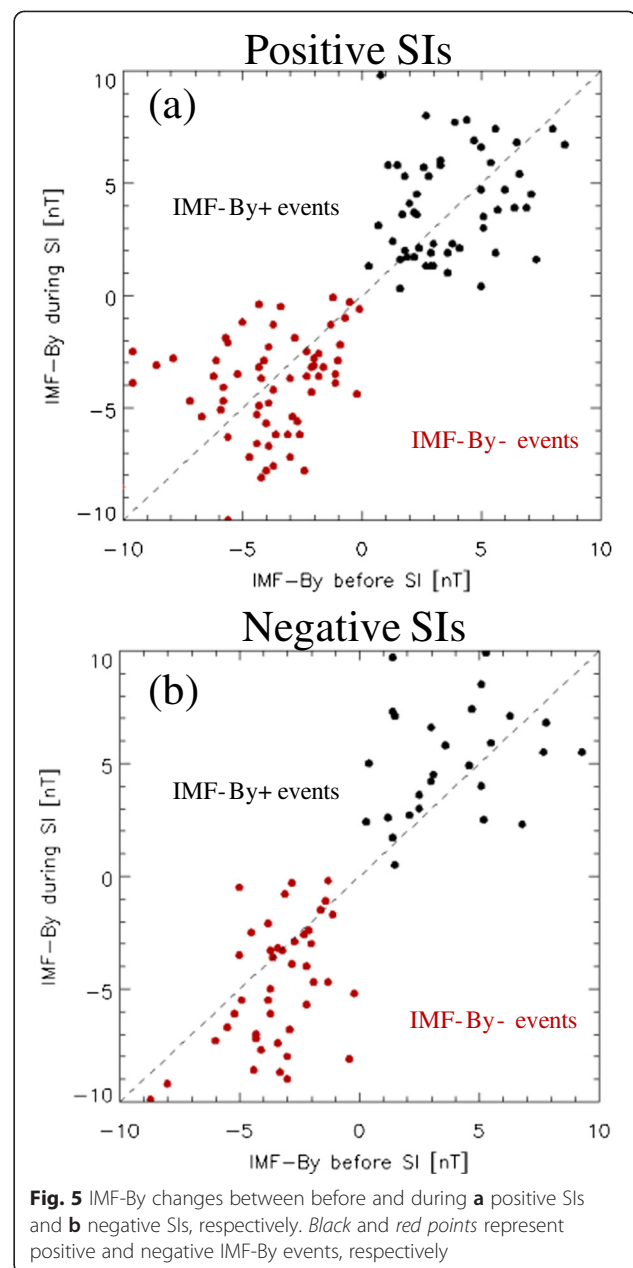 Positive SIs
(a)
10
5
0
-5
-10
IMF-By during SI [nT]
IMF-By+ events
IMF-By- events
-10 -5 0 5 10
IMF-By before SI [nT]
Negative SIs
(b)
10
5
0
-5
-10
IMF-By during SI [nT]
IMF-By+ events
IMF-By- events
-10 -5 0 5 10
IMF-By before SI [nT]
Fig. 5 IMF-By changes between before and during a positive SIs
and b negative SIs, respectively. Black and red points represent
positive and negative IMF-By events, respectively